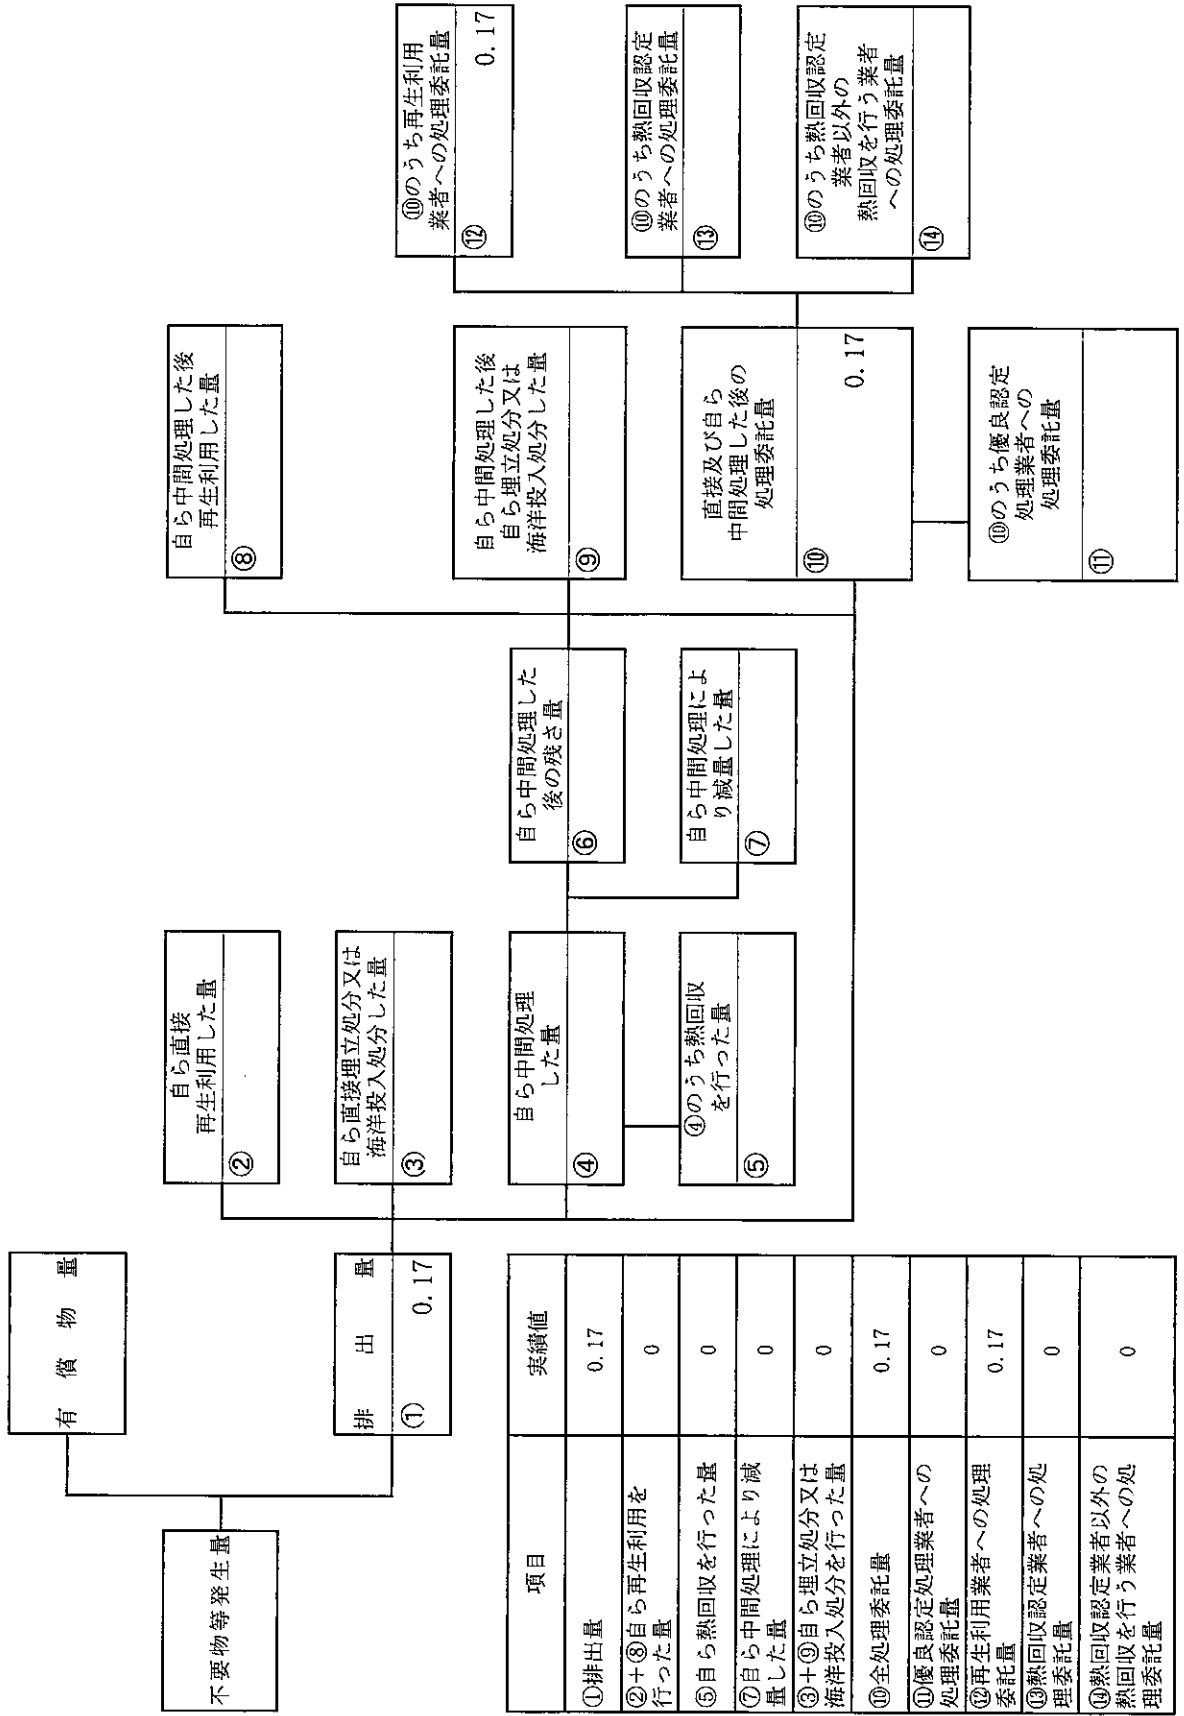 不要物等発生量
有 償 物 量
排 出 量
① 0.17
自ら直接
再生利用した量
②
自ら直接埋立処分又は
海洋投入処分した量
③
自ら中間処理
した量
④
④のうち熱回収
を行った量
⑤
自ら中間処理した
後の残さ量
⑥
自ら中間処理によ
り減量した量
⑦
自ら中間処理した後
再生利用した量
⑧
自ら中間処理した後
自ら埋立処分又は
海洋投入処分した量
⑨
直接及び自ら
中間処理した後の
処理委託量
⑩ 0.17
⑩のうち優良認定
処理業者への
処理委託量
⑪
⑩のうち再生利用
業者への処理委託量
⑫ 0.17
⑩のうち熱回収認定
業者への処理委託量
⑬
⑩のうち熱回収認定
業者以外の
熱回収を行う業者
への処理委託量
⑭
項目 実績値
①排出量 0.17
②+⑧自ら再生利用を
行った量 0
⑤自ら熱回収を行った量 0
⑦自ら中間処理により減
量した量 0
③+⑨自ら埋立処分又は
海洋投入処分を行った量 0
⑩全処理委託量 0.17
⑪優良認定処理業者への
処理委託量 0
⑫再生利用業者への処理
委託量 0.17
⑬熱回収認定業者への処
理委託量 0
⑭熱回収認定業者以外の
熱回収を行う業者への処
理委託量 0